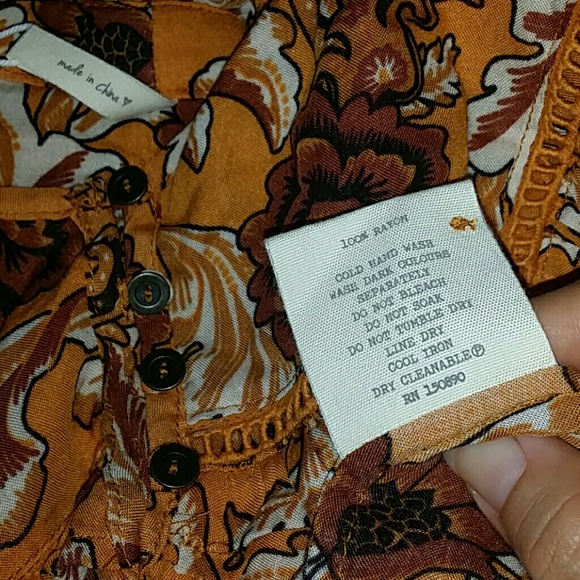 made in China ♥
100% RAYON
COLD HAND WASH
WASH DARK COLOURS
SEPARATELY
DO NOT BLEACH
DO NOT SOAK
DO NOT TUMBLE DRY
LINE DRY
COOL IRON
DRY CLEANABLE Ⓟ
RN 150890